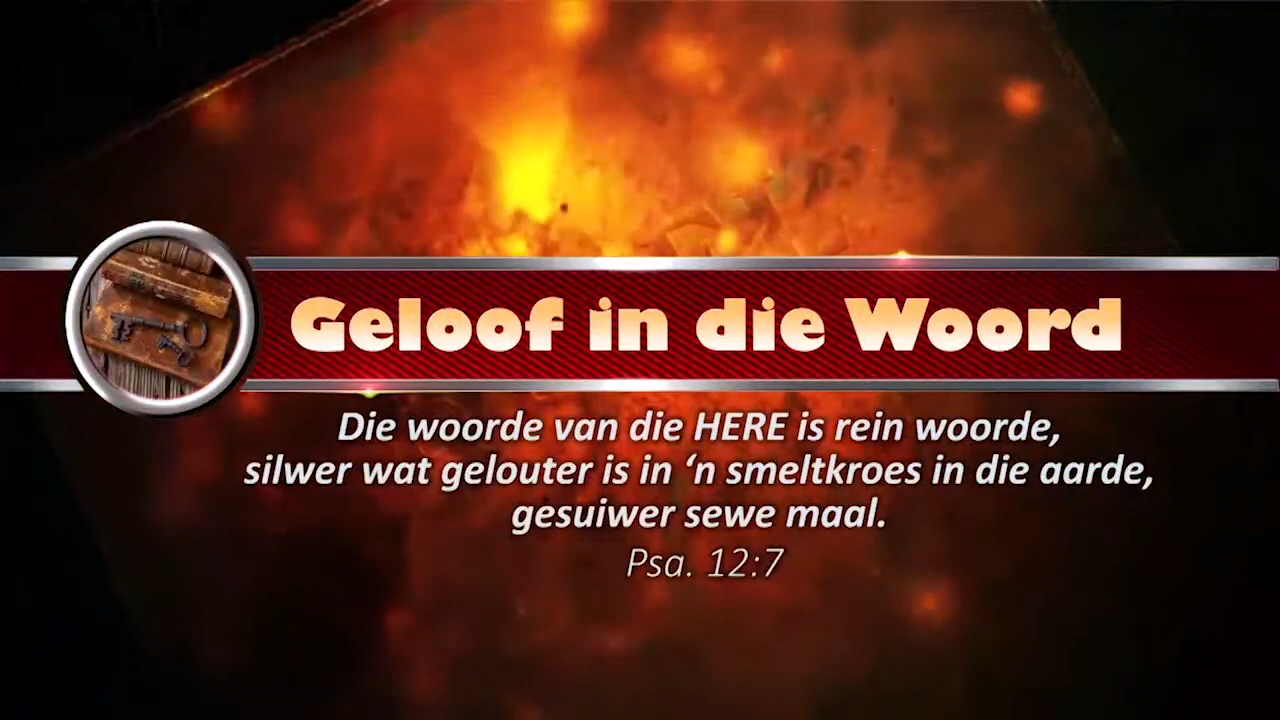 Geloof in die Woord
Die woorde van die HERE is rein woorde,
silwer wat gelouter is in ‘n smeltkroes in die aarde,
gesuiwer sewe maal.
Psa. 12:7